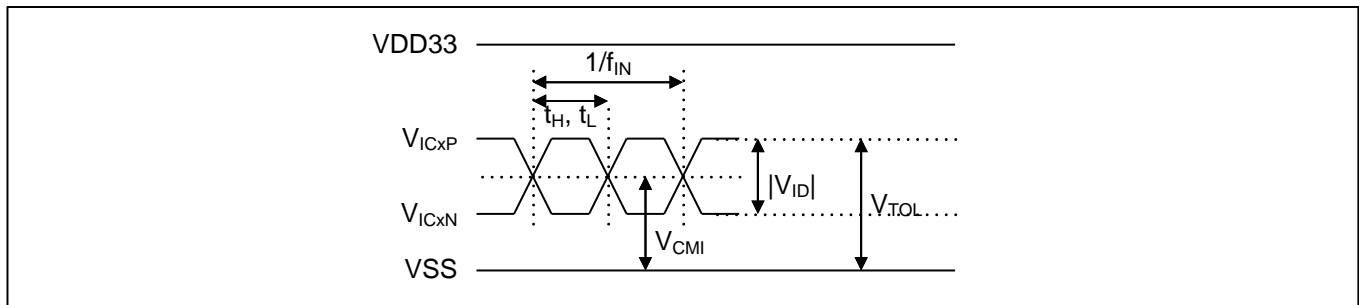 VDD33
1/fIN
tH, tL
VICxP
|VID|
VTOL
VICxN
VCMI
VSS